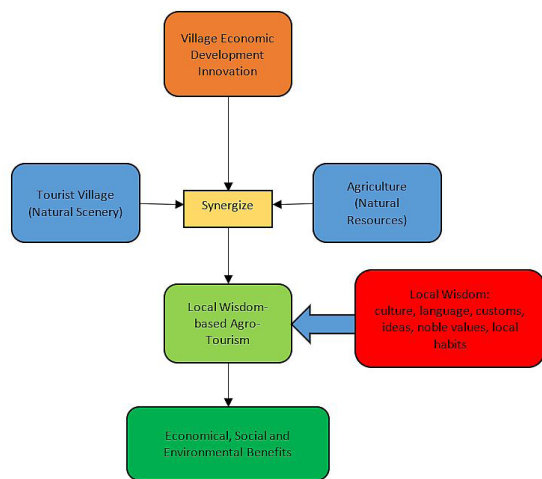 Village Economic
Development
Innovation
Tourist Village
(Natural Scenery)
Synergize
Agriculture
(Natural
Resources)
Local Wisdom-
based Agro-
Tourism
Local Wisdom:
culture, language, customs,
ideas, noble values, local
habits
Economical, Social and
Environmental Benefits